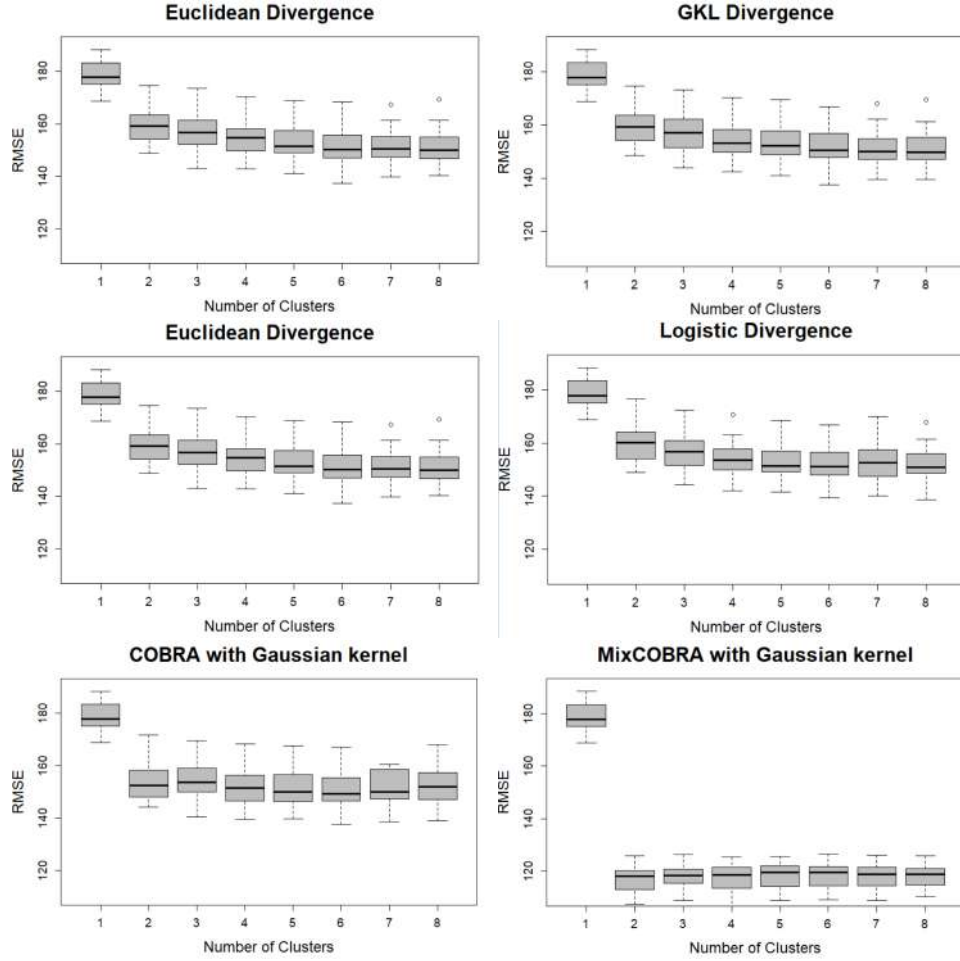 Euclidean Divergence
RMSE
180
160
140
120
1 2 3 4 5 6 7 8
Number of Clusters
GKL Divergence
RMSE
180
160
140
120
1 2 3 4 5 6 7 8
Number of Clusters
Euclidean Divergence
RMSE
180
160
140
120
1 2 3 4 5 6 7 8
Number of Clusters
Logistic Divergence
RMSE
180
160
140
120
1 2 3 4 5 6 7 8
Number of Clusters
COBRA with Gaussian kernel
RMSE
180
160
140
120
1 2 3 4 5 6 7 8
Number of Clusters
MixCOBRA with Gaussian kernel
RMSE
180
160
140
120
1 2 3 4 5 6 7 8
Number of Clusters